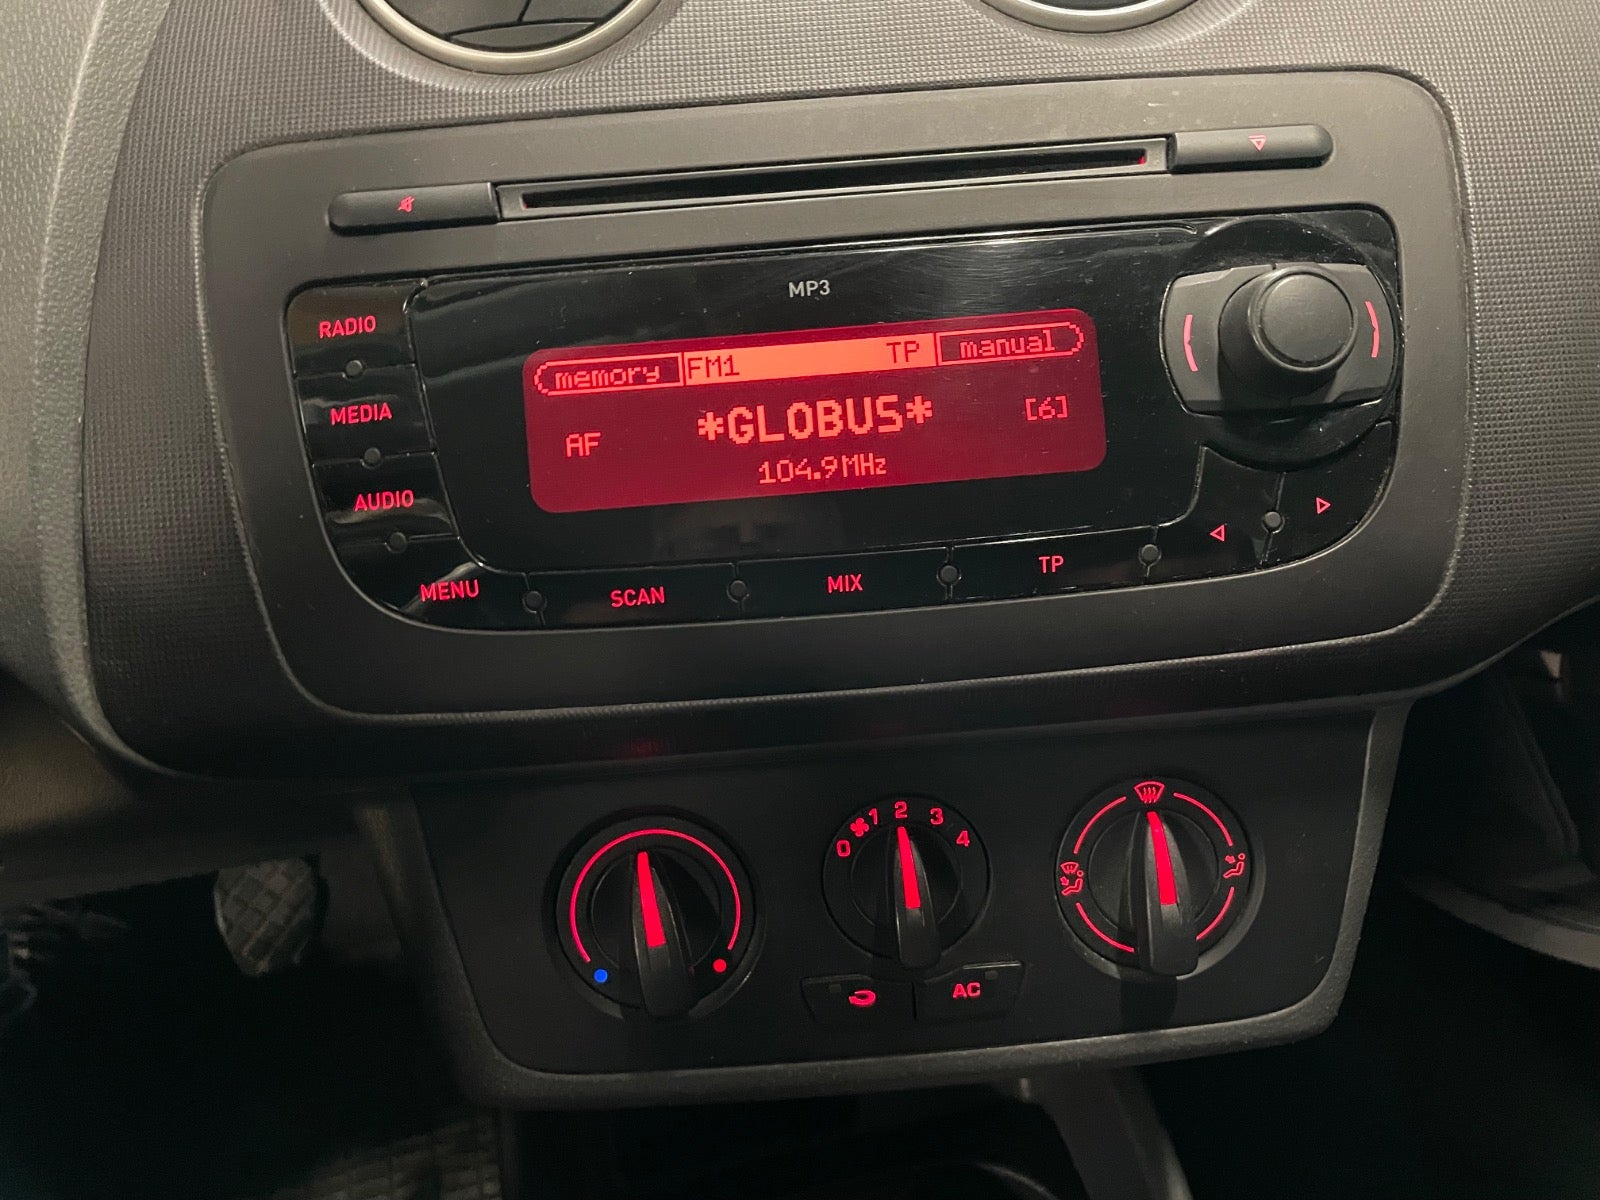 MP3
RADIO
MEDIA
AUDIO
MENU
memory FM1 TP manual
*GLOBUS* [6]
AF
104.9MHz
SCAN MIX TP
0 1 2 3 4
AC